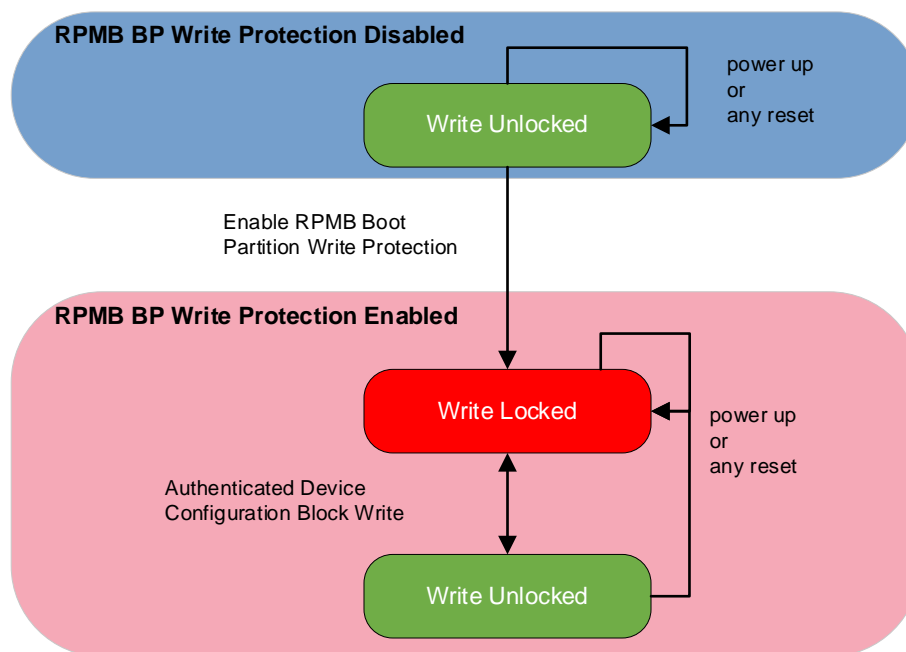 RPMB BP Write Protection Disabled
power up
or
any reset
Write Unlocked
Enable RPMB Boot
Partition Write Protection
RPMB BP Write Protection Enabled
Write Locked
power up
or
any reset
Authenticated Device
Configuration Block Write
Write Unlocked